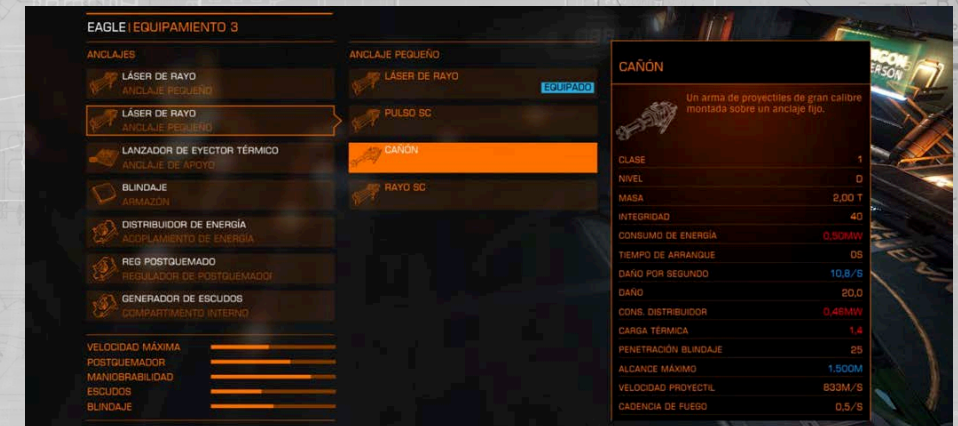 EAGLE | EQUIPAMIENTO 3
ANCLAJES
LÁSER DE RAYO
ANCLAJE PEQUEÑO
LÁSER DE RAYO
ANCLAJE PEQUEÑO
LANZADOR DE EYECTOR TÉRMICO
ANCLAJE DE APOYO
BLINDAJE
ARMAZÓN
DISTRIBUIDOR DE ENERGÍA
ACOPLAMIENTO DE ENERGÍA
REG POSTQUEMADO
REGULADOR DE POSTQUEMADOR
GENERADOR DE ESCUDOS
COMPARTIMENTO INTERNO
VELOCIDAD MÁXIMA
POSTQUEMADOR
MANIOBRABILIDAD
ESCUDOS
BLINDAJE
ANCLAJE PEQUEÑO
LÁSER DE RAYO
EQUIPADO
PULSO SC
CAÑÓN
RAYO SC
CAÑÓN
Un arma de proyectiles de gran calibre
montada sobre un anclaje fijo.
CLASE 1
NIVEL D
MASA 2,00 T
INTEGRIDAD 40
CONSUMO DE ENERGÍA 0,50MW
TIEMPO DE ARRANQUE 0S
DAÑO POR SEGUNDO 10,8/S
DAÑO 20,0
CONS. DISTRIBUIDOR 0,46MW
CARGA TÉRMICA 1,4
PENETRACIÓN BLINDAJE 25
ALCANCE MÁXIMO 1.500M
VELOCIDAD PROYECTIL 833M/S
CADENCIA DE FUEGO 0,5/S